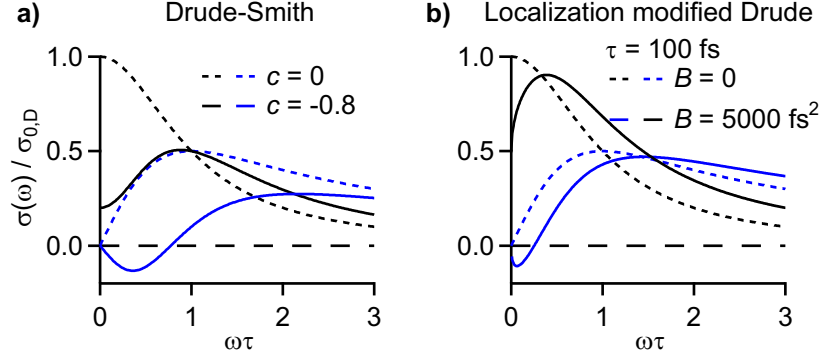 a) Drude-Smith
1.0
0.5
0.0
σ(ω) / σ0,D
c = 0
c = -0.8
0 1 2 3
ωτ
b) Localization modified Drude
τ = 100 fs
1.0
0.5
0.0
B = 0
B = 5000 fs²
0 1 2 3
ωτ